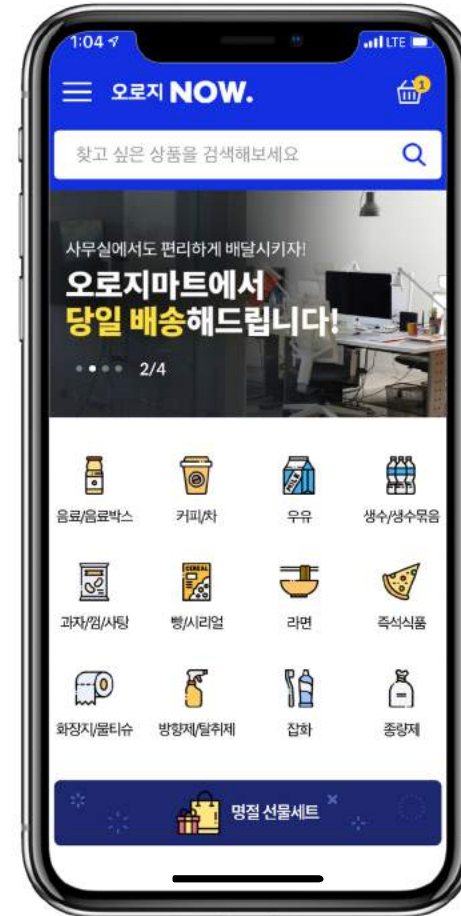 1:04
LTE
오로지 NOW.
1
찾고 싶은 상품을 검색해보세요
사무실에서도 편리하게 배달시키자!
오로지마트에서
당일 배송해드립니다!
2/4
음료/음료박스
커피/차
우유
생수/생수묶음
MILK
CEREAL
과자/껌/사탕
빵/시리얼
라면
즉석식품
화장지/물티슈
방향제/탈취제
잡화
종량제
명절 선물세트